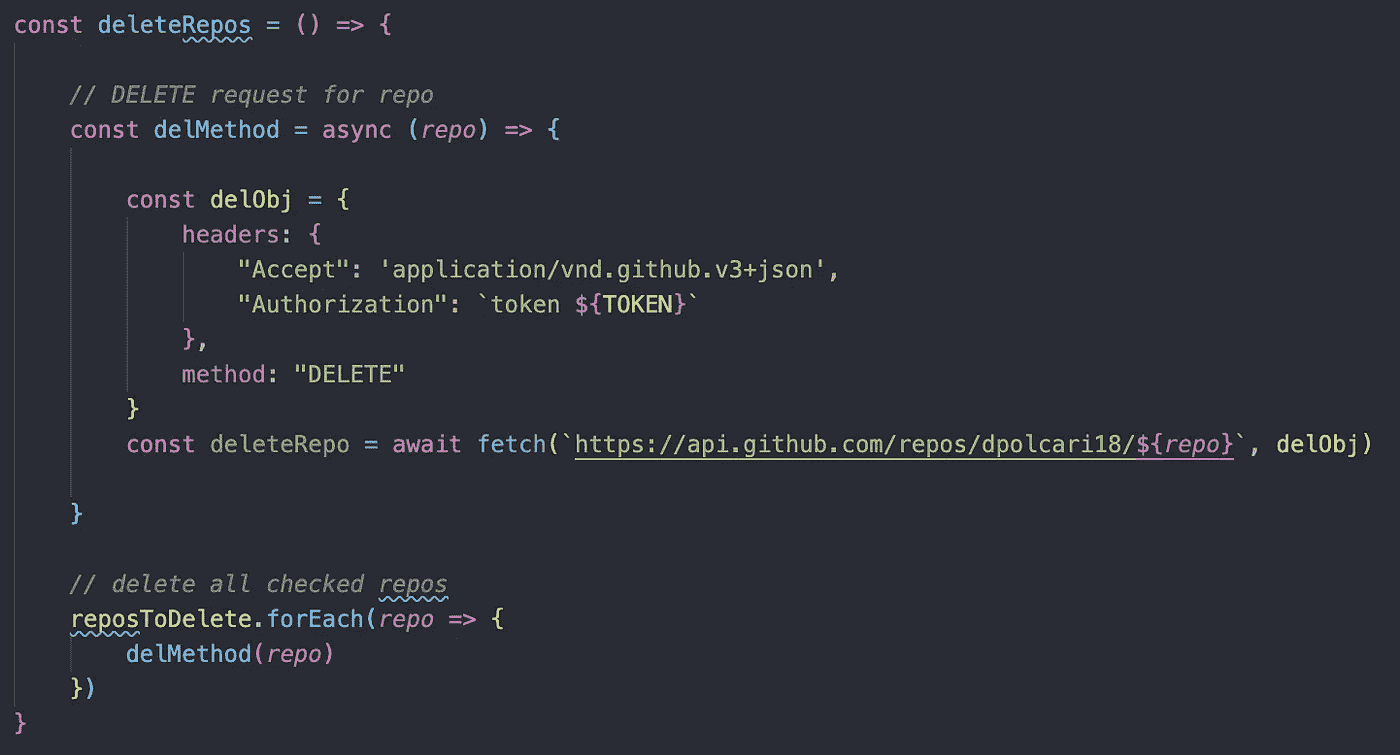 const deleteRepos = () => {
// DELETE request for repo
const delMethod = async (repo) => {
const delObj = {
headers: {
"Accept": 'application/vnd.github.v3+json',
"Authorization": `token ${TOKEN}`
},
method: "DELETE"
}
const deleteRepo = await fetch(`https://api.github.com/repos/dpolcari18/${repo}`, delObj)
}
// delete all checked repos
reposToDelete.forEach(repo => {
delMethod(repo)
})
}